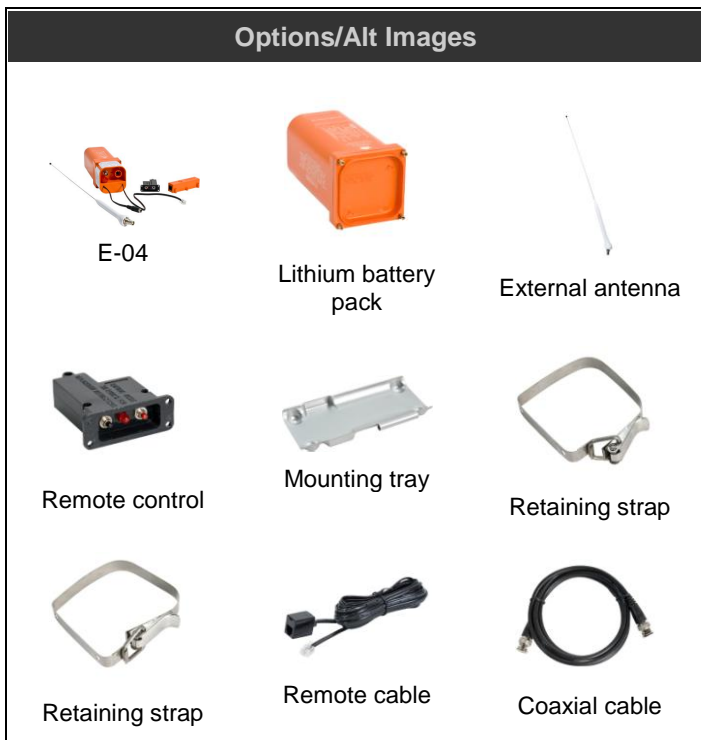 Options/Alt Images
E-04
Lithium battery
pack
External antenna
Remote control
Mounting tray
Retaining strap
Retaining strap
Remote cable
Coaxial cable